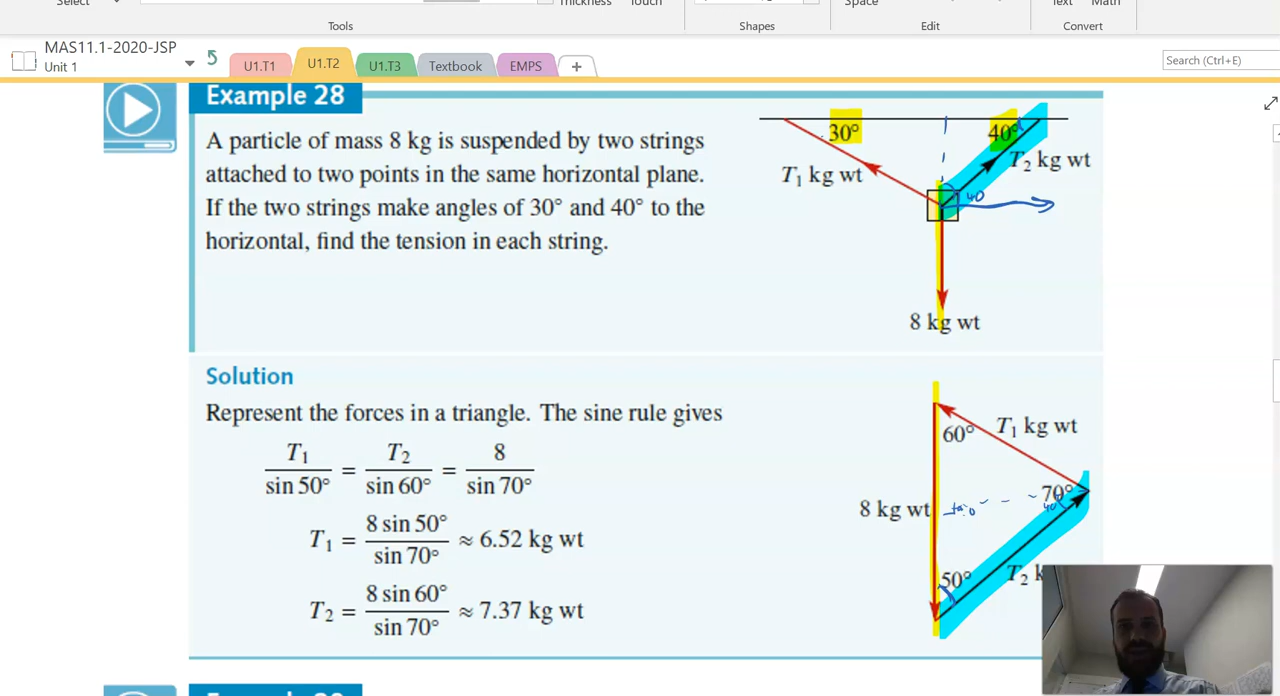 Select
Thickness
Touch
Space
Text
Math
Tools
Shapes
Edit
Convert
MAS11.1-2020-JSP
Unit 1
U1.T1
U1.T2
U1.T3
Textbook
EMPS
+
Search (Ctrl+E)
Example 28
A particle of mass 8 kg is suspended by two strings
attached to two points in the same horizontal plane.
If the two strings make angles of 30° and 40° to the
horizontal, find the tension in each string.
30°
40°
T₁ kg wt
T₂ kg wt
40
8 kg wt
Solution
Represent the forces in a triangle. The sine rule gives
T₁/sin 50° = T₂/sin 60° = 8/sin 70°
T₁ = 8 sin 50°/sin 70° ≈ 6.52 kg wt
T₂ = 8 sin 60°/sin 70° ≈ 7.37 kg wt
60°
T₁ kg wt
70°
40
8 kg wt
50°
T₂